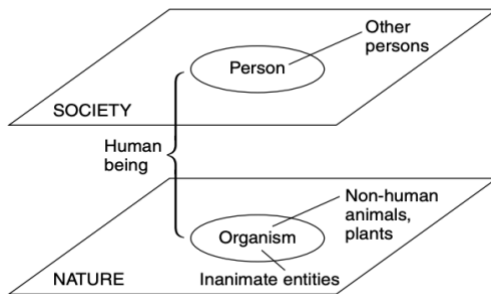 Other
persons
Person
SOCIETY
Human
being
Non-human
animals,
plants
Organism
Inanimate entities
NATURE